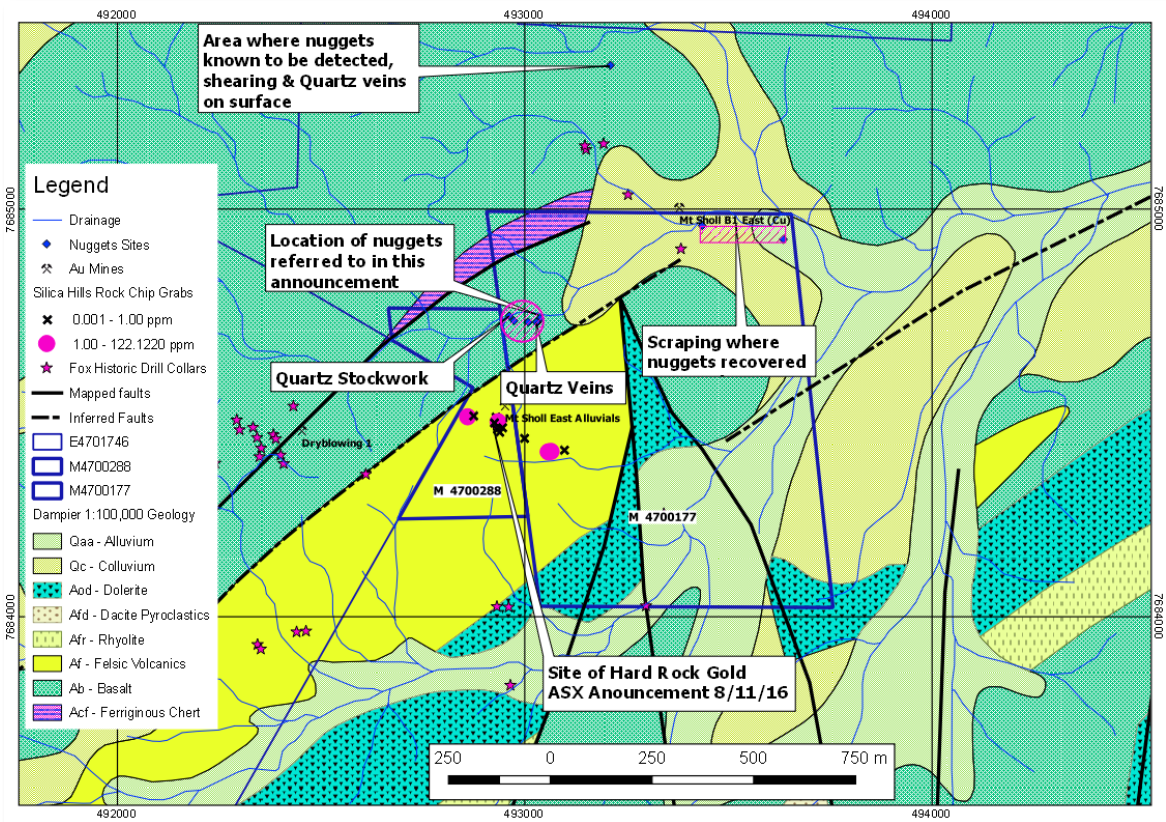 492000
493000
494000
Area where nuggets
known to be detected,
shearing & Quartz veins
on surface
Legend
Drainage
Nuggets Sites
Au Mines
Silica Hills Rock Chip Grabs
0.001 - 1.00 ppm
1.00 - 122.1220 ppm
Fox Historic Drill Collars
Mapped faults
Inferred Faults
E4701746
M4700288
M4700177
Dampier 1:100,000 Geology
Qaa - Alluvium
Qc - Colluvium
Aod - Dolerite
Afd - Dacite Pyroclastics
Afr - Rhyolite
Af - Felsic Volcanics
Ab - Basalt
Acf - Ferriginous Chert
7685000
7685000
Mt Sholl B1 East (Cu)
Location of nuggets
referred to in this
announcement
Scraping where
nuggets recovered
Quartz Stockwork
Quartz Veins
Mt Sholl East Alluvials
Dryblowing 1
M 4700288
M 4700177
7684000
7684000
Site of Hard Rock Gold
ASX Anouncement 8/11/16
250 0 250 500 750 m
492000
493000
494000